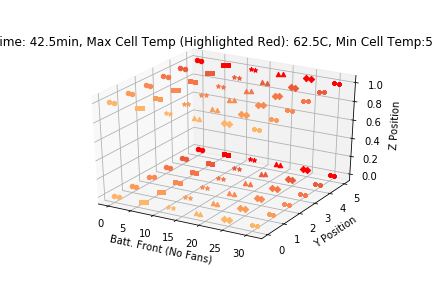 ime: 42.5min, Max Cell Temp (Highlighted Red): 62.5C, Min Cell Temp:5
1.0
0.8
0.6
0.4
0.2
0.0
Z Position
5
4
3
2
1
0
Y Position
0 5 10 15 20 25 30
Batt. Front (No Fans)